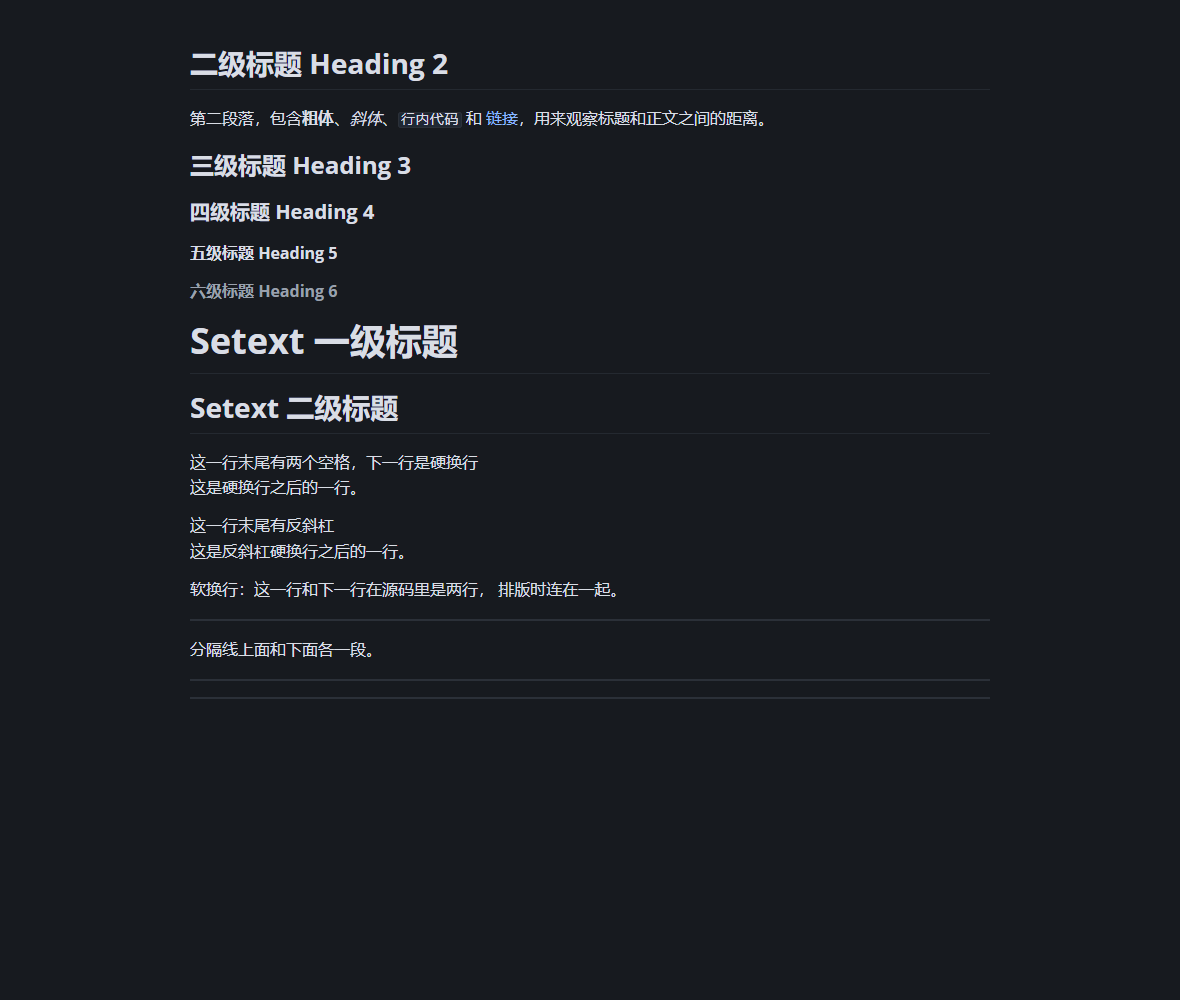 二级标题 Heading 2
第二段落，包含粗体、斜体、行内代码 和 链接，用来观察标题和正文之间的距离。
三级标题 Heading 3
四级标题 Heading 4
五级标题 Heading 5
六级标题 Heading 6
Setext 一级标题
Setext 二级标题
这一行末尾有两个空格，下一行是硬换行
这是硬换行之后的一行。
这一行末尾有反斜杠
这是反斜杠硬换行之后的一行。
软换行：这一行和下一行在源码里是两行， 排版时连在一起。
分隔线上面和下面各一段。